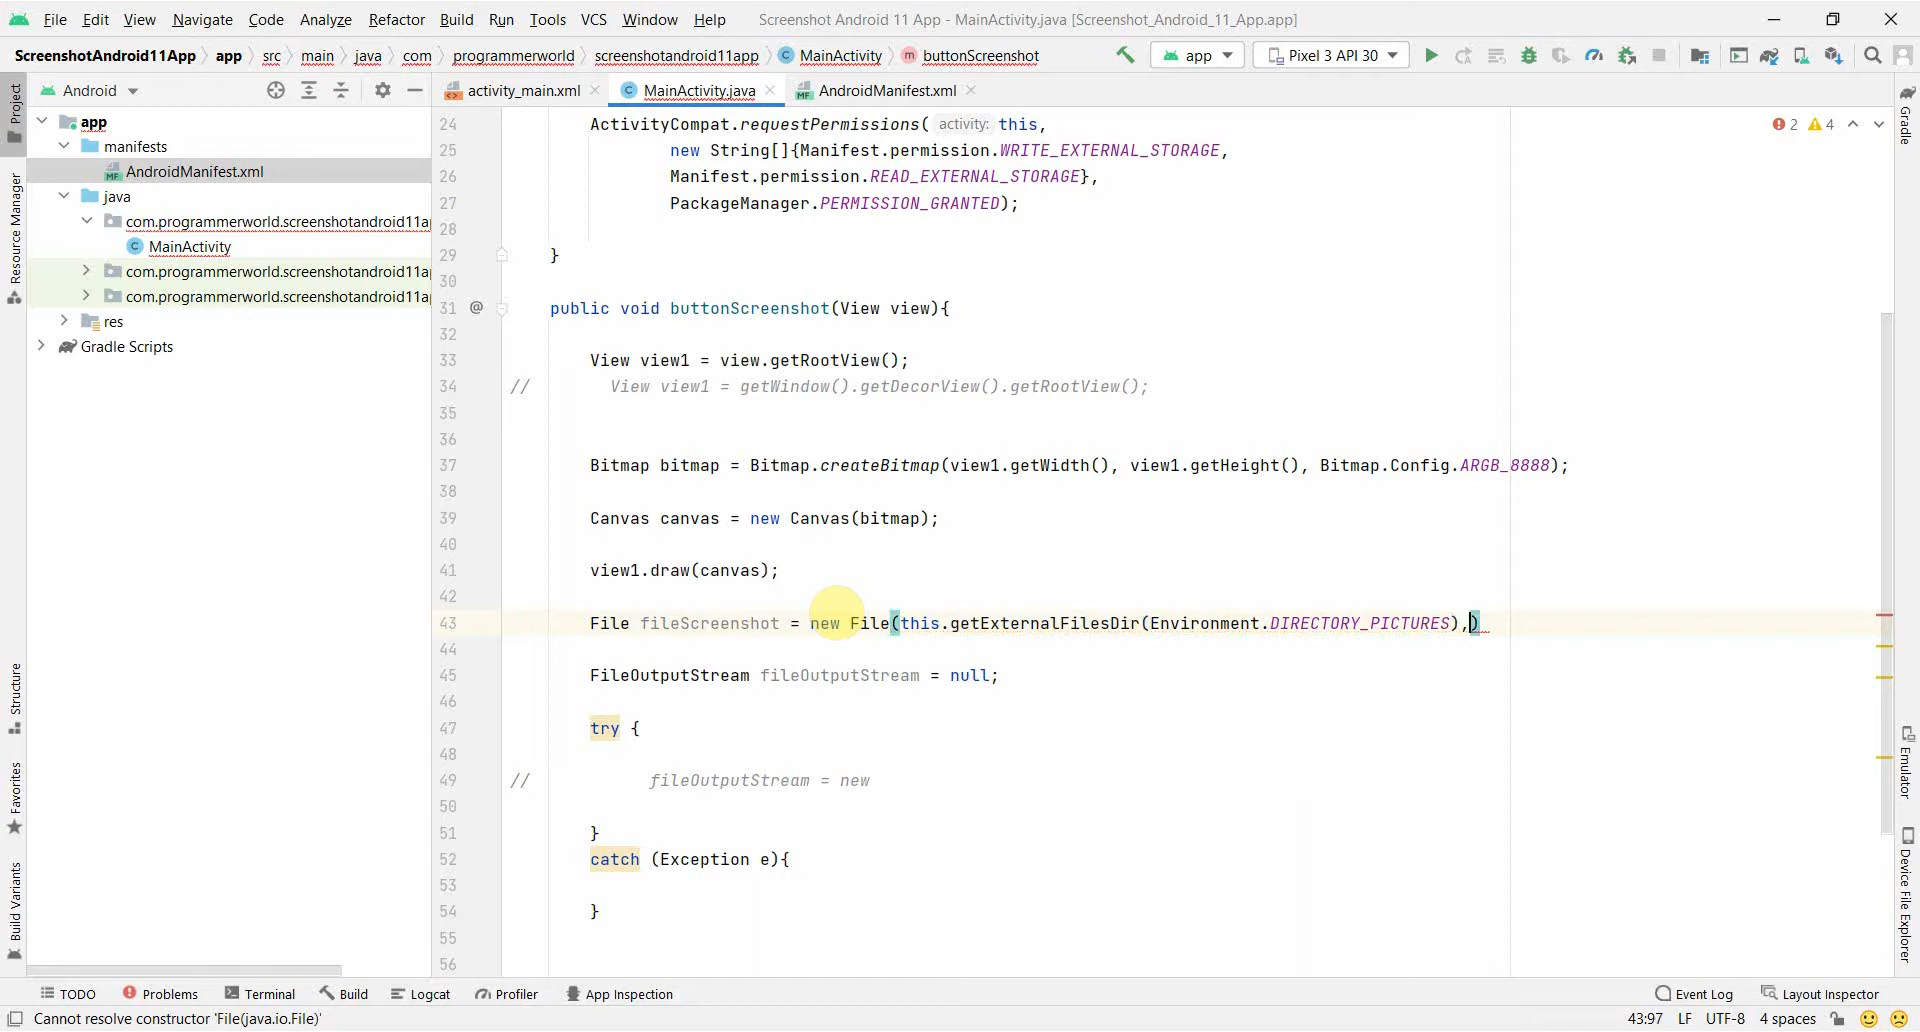 File Edit View Navigate Code Analyze Refactor Build Run Tools VCS Window Help Screenshot Android 11 App - MainActivity.java [Screenshot_Android_11_App.app]
ScreenshotAndroid11App app src main java com programmerworld screenshotandroid11app MainActivity buttonScreenshot app Pixel 3 API 30
Android activity_main.xml MainActivity.java AndroidManifest.xml
Project
Resource Manager
Structure
Favorites
Build Variants
app
manifests
AndroidManifest.xml
java
com.programmerworld.screenshotandroid11a
MainActivity
com.programmerworld.screenshotandroid11a
com.programmerworld.screenshotandroid11a
res
Gradle Scripts
2 4
24 ActivityCompat.requestPermissions( activity: this,
25 new String[]{Manifest.permission.WRITE_EXTERNAL_STORAGE,
26 Manifest.permission.READ_EXTERNAL_STORAGE},
27 PackageManager.PERMISSION_GRANTED);
28
29 }
30
31 @ public void buttonScreenshot(View view){
32
33 View view1 = view.getRootView();
34 // View view1 = getWindow().getDecorView().getRootView();
35
36
37 Bitmap bitmap = Bitmap.createBitmap(view1.getWidth(), view1.getHeight(), Bitmap.Config.ARGB_8888);
38
39 Canvas canvas = new Canvas(bitmap);
40
41 view1.draw(canvas);
42
43 File fileScreenshot = new File(this.getExternalFilesDir(Environment.DIRECTORY_PICTURES),)
44
45 FileOutputStream fileOutputStream = null;
46
47 try {
48
49 // fileOutputStream = new
50
51 }
52 catch (Exception e){
53
54 }
55
56
Gradle
Emulator
Device File Explorer
TODO Problems Terminal Build Logcat Profiler App Inspection Event Log Layout Inspector
Cannot resolve constructor 'File(java.io.File)' 43:97 LF UTF-8 4 spaces